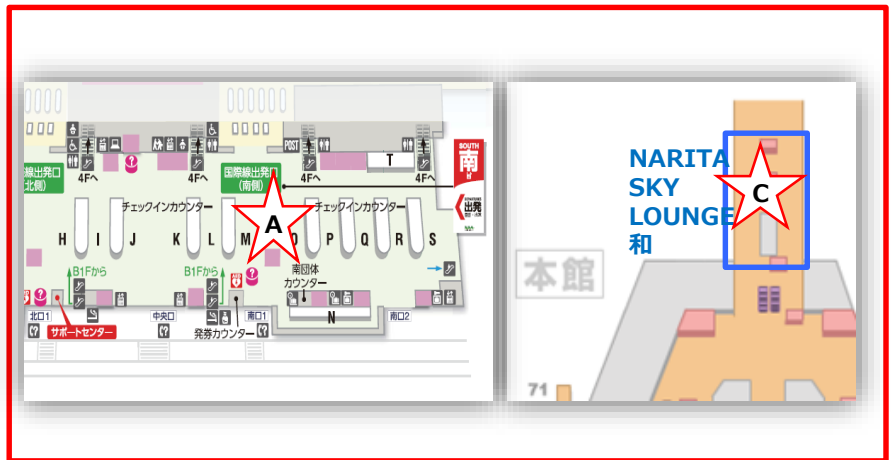 POST
T
SOUTH
南
国際線出発口
(北側)
国際線出発口
(南側)
4Fへ
4Fへ
4Fへ
4Fへ
出発
チェックインカウンター
チェックインカウンター
A
H I J K L M O P Q R S
B1Fから
B1Fから
南団体
カウンター
N
北口1
中央口
南口1
南口2
サポートセンター
発券カウンター
NARITA
SKY
LOUNGE
和
C
本館
71